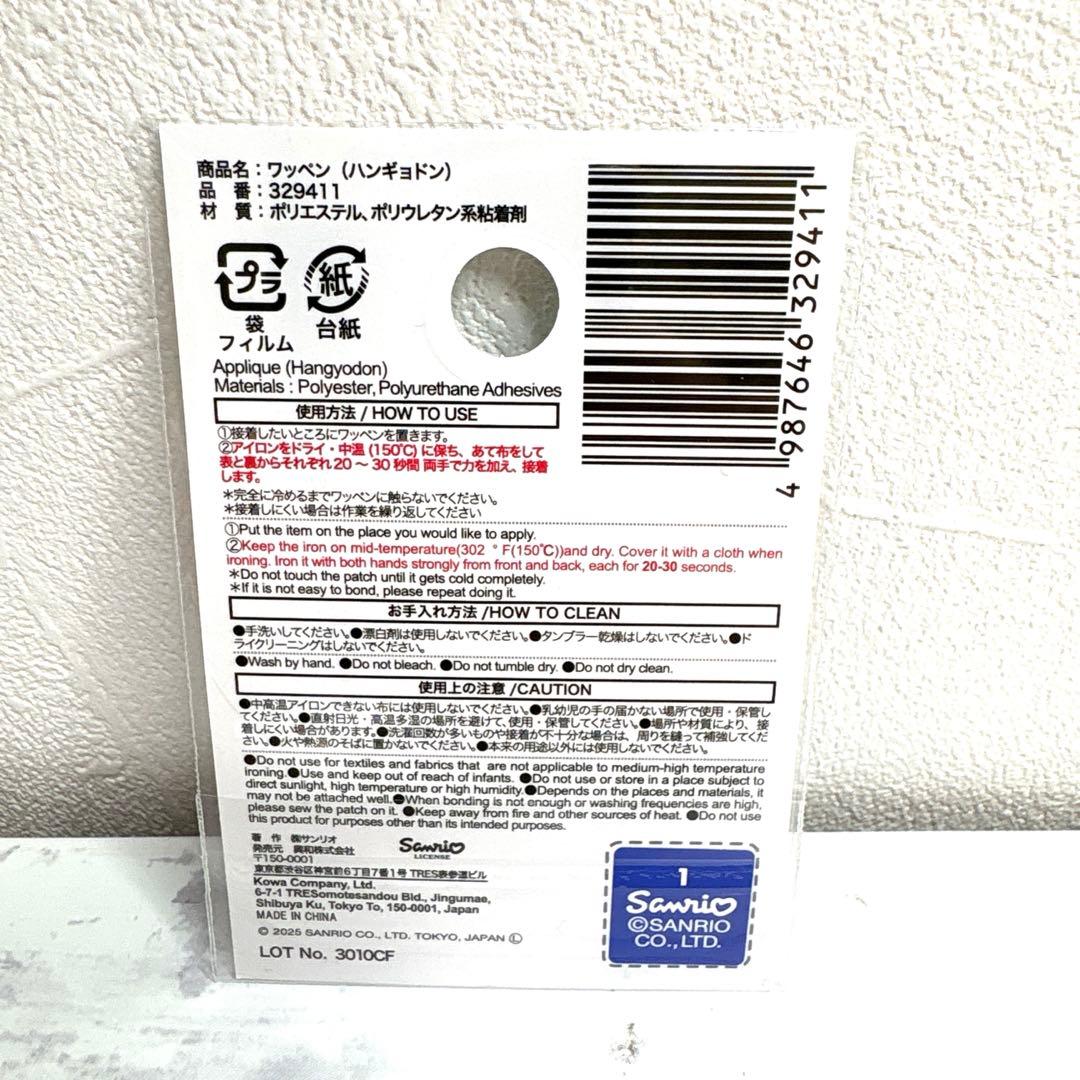 商品名：ワッペン（ハンギョドン）
品　番：329411
材　質：ポリエステル、ポリウレタン系粘着剤
プラ
袋
フィルム
紙
台紙
4 987646 329411
Applique (Hangyodon)
Materials : Polyester, Polyurethane Adhesives
使用方法 / HOW TO USE
①接着したいところにワッペンを置きます。
②アイロンをドライ・中温 (150℃) に保ち、あて布をして
表と裏からそれぞれ20 ～ 30 秒間 両手で力を加え、接着
します。
＊完全に冷めるまでワッペンに触らないでください。
＊接着しにくい場合は作業を繰り返してください
①Put the item on the place you would like to apply.
②Keep the iron on mid-temperature(302 °F(150℃))and dry. Cover it with a cloth when
ironing. Iron it with both hands strongly from front and back, each for 20-30 seconds.
＊Do not touch the patch until it gets cold completely.
＊If it is not easy to bond, please repeat doing it.
お手入れ方法 /HOW TO CLEAN
●手洗いしてください。●漂白剤は使用しないでください。●タンブラー乾燥はしないでください。●ド
ライクリーニングはしないでください。
●Wash by hand. ●Do not bleach. ●Do not tumble dry. ●Do not dry clean.
使用上の注意 /CAUTION
●中高温アイロンできない布には使用しないでください。●乳幼児の手の届かない場所で使用・保管し
てください。●直射日光・高温多湿の場所を避けて、使用・保管してください。●場所や材質により、接
着しにくい場合があります。●洗濯回数が多いものや接着が不十分な場合は、周りを縫って補強してくだ
さい。●火や熱源のそばに置かないでください。●本来の用途以外には使用しないでください。
●Do not use for textiles and fabrics that are not applicable to medium-high temperature
ironing.●Use and keep out of reach of infants. ●Do not use or store in a place subject to
direct sunlight, high temperature or high humidity.●Depends on the places and materials, it
may not be attached well.●When bonding is not enough or washing frequencies are high,
please sew the patch on it. ●Keep away from fire and other sources of heat. ●Do not use
this product for purposes other than its intended purposes.
著　作　㈱サンリオ
発売元　興和株式会社
〒150-0001
東京都渋谷区神宮前6丁目7番1号 TRES表参道ビル
Kowa Company, Ltd.
6-7-1 TRESomotesandou Bld., Jingumae,
Shibuya Ku, Tokyo To, 150-0001, Japan
MADE IN CHINA
© 2025 SANRIO CO., LTD. TOKYO, JAPAN Ⓛ
LOT No. 3010CF
Sanrio
LICENSE
1
Sanrio
©SANRIO
CO., LTD.